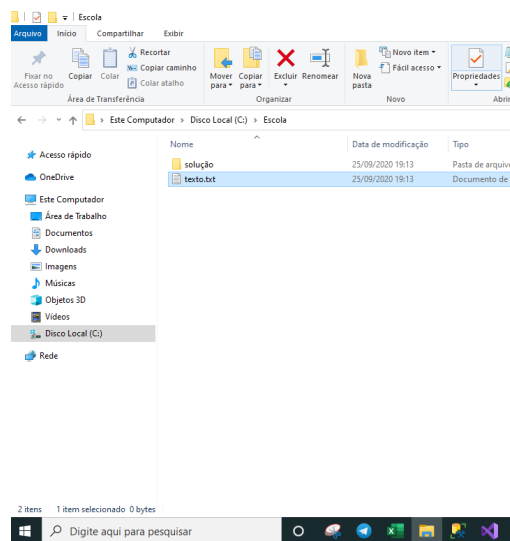 Escola
Arquivo Início Compartilhar Exibir
Fixar no Acesso rápido
Copiar
Colar
Recortar
Copiar caminho
Colar atalho
Mover para
Copiar para
Excluir
Renomear
Nova pasta
Novo item
Fácil acesso
Propriedades
Área de Transferência Organizar Novo Abri
Este Computador > Disco Local (C:) > Escola
Nome Data de modificação Tipo
solução 25/09/2020 19:13 Pasta de arquiv
texto.txt 25/09/2020 19:13 Documento de
Acesso rápido
OneDrive
Este Computador
Área de Trabalho
Documentos
Downloads
Imagens
Músicas
Objetos 3D
Vídeos
Disco Local (C:)
Rede
2 itens 1 item selecionado 0 bytes
Digite aqui para pesquisar